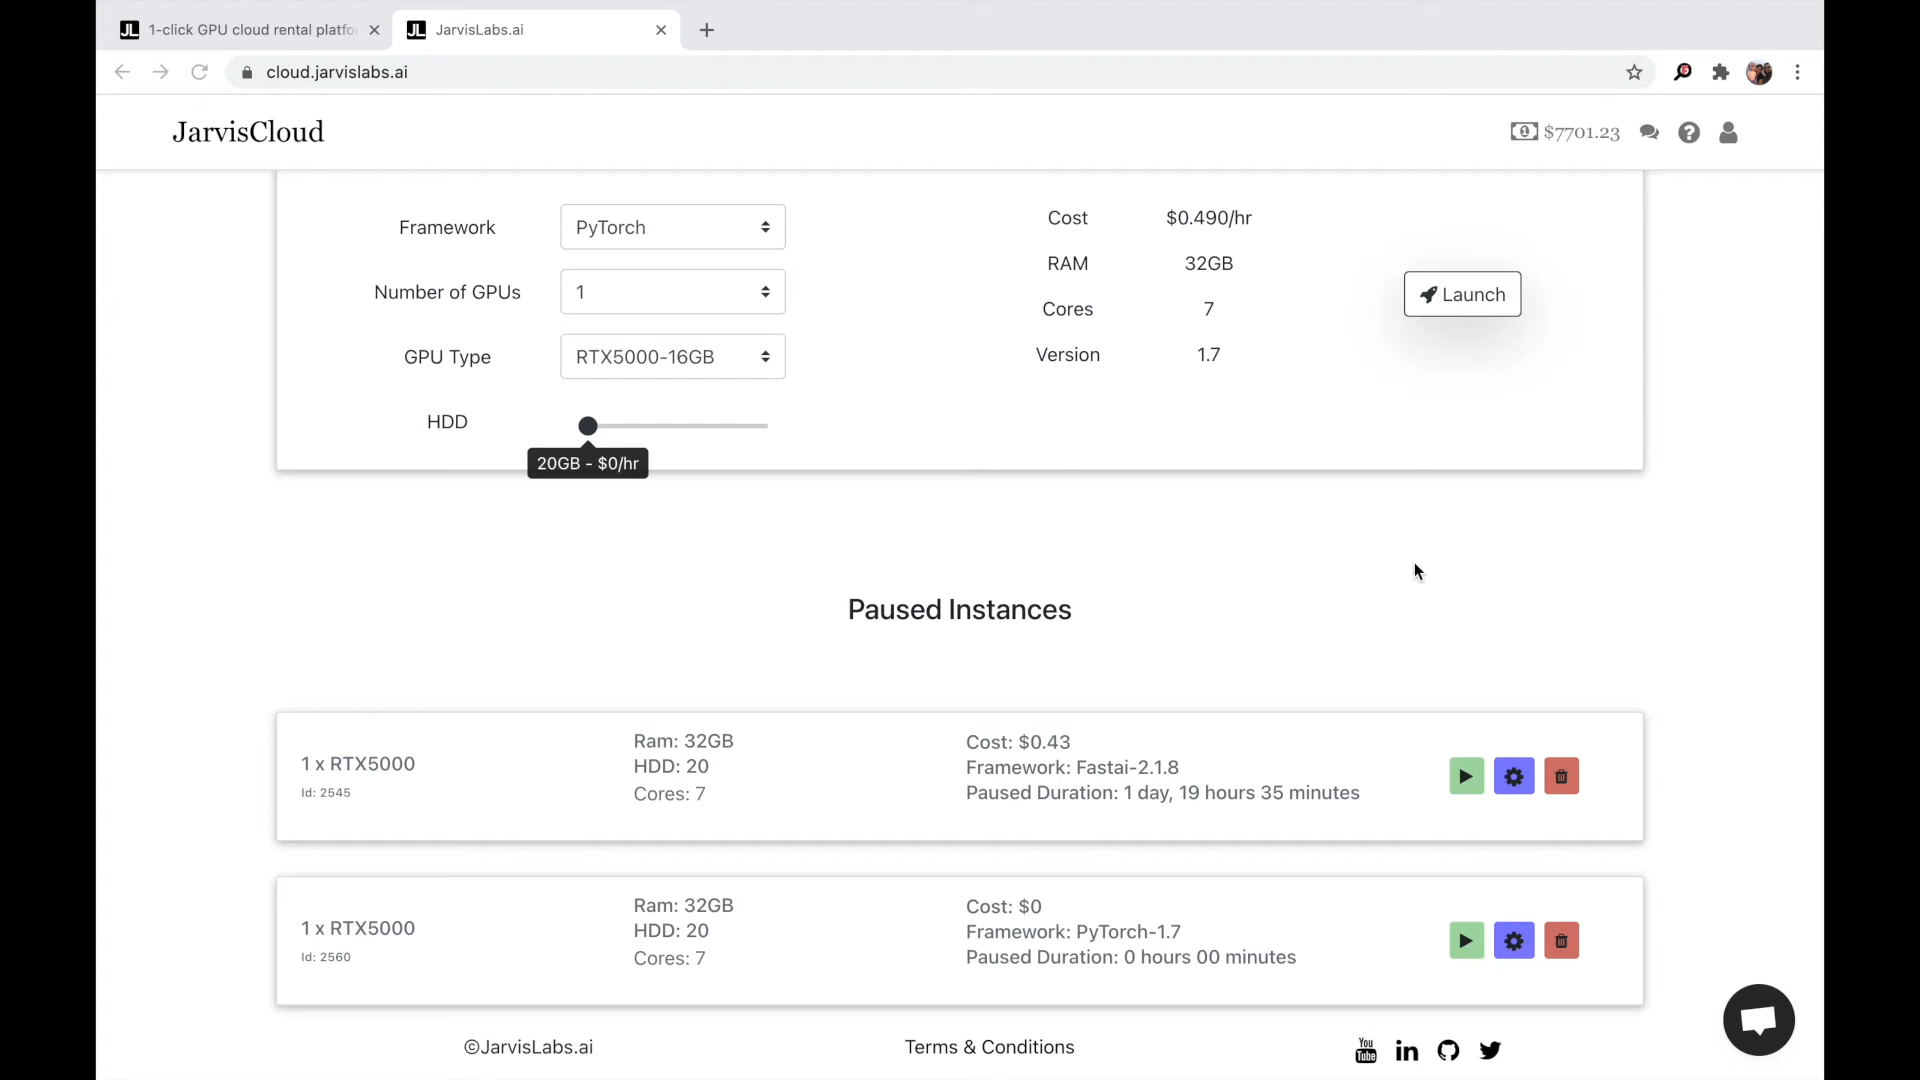 1-click GPU cloud rental platfo
JarvisLabs.ai
cloud.jarvislabs.ai
JarvisCloud
$7701.23
Framework
PyTorch
Number of GPUs
1
GPU Type
RTX5000-16GB
HDD
20GB - $0/hr
Cost
$0.490/hr
RAM
32GB
Cores
7
Version
1.7
Launch
Paused Instances
1 x RTX5000
Id: 2545
Ram: 32GB
HDD: 20
Cores: 7
Cost: $0.43
Framework: Fastai-2.1.8
Paused Duration: 1 day, 19 hours 35 minutes
1 x RTX5000
Id: 2560
Ram: 32GB
HDD: 20
Cores: 7
Cost: $0
Framework: PyTorch-1.7
Paused Duration: 0 hours 00 minutes
©JarvisLabs.ai
Terms & Conditions
You
Tube
in